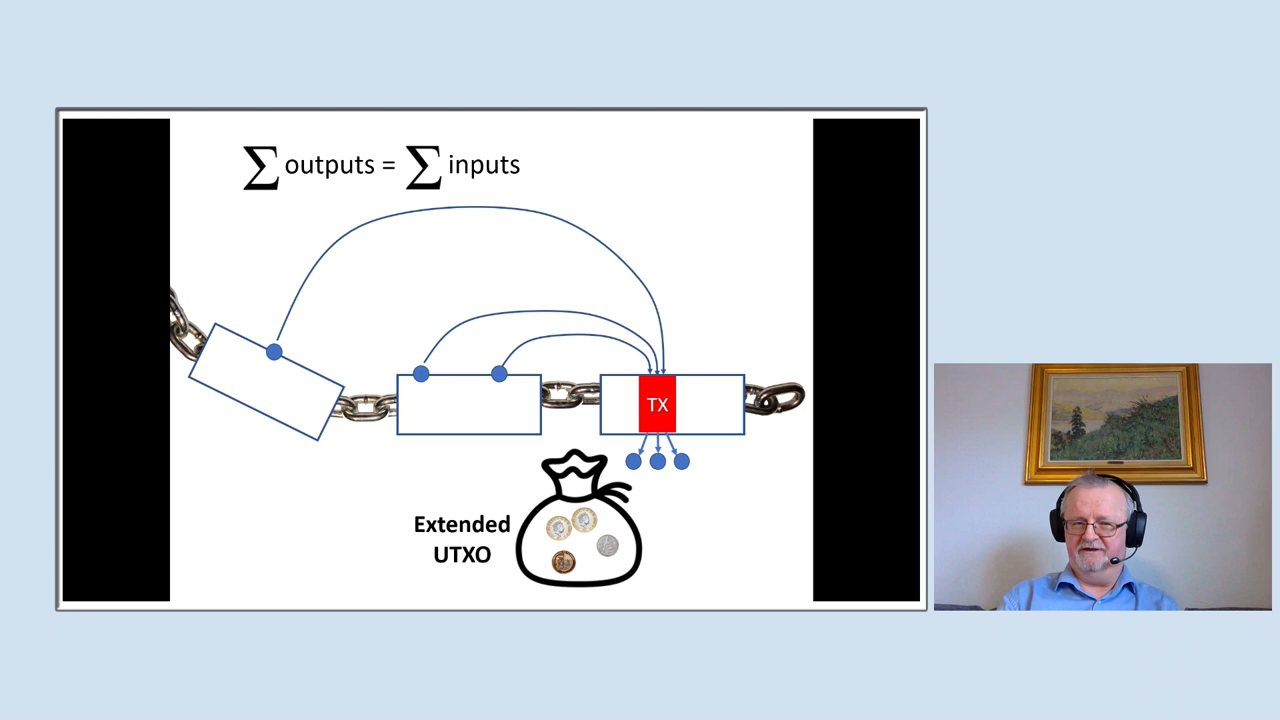 ∑ outputs = ∑ inputs
TX
Extended
UTXO